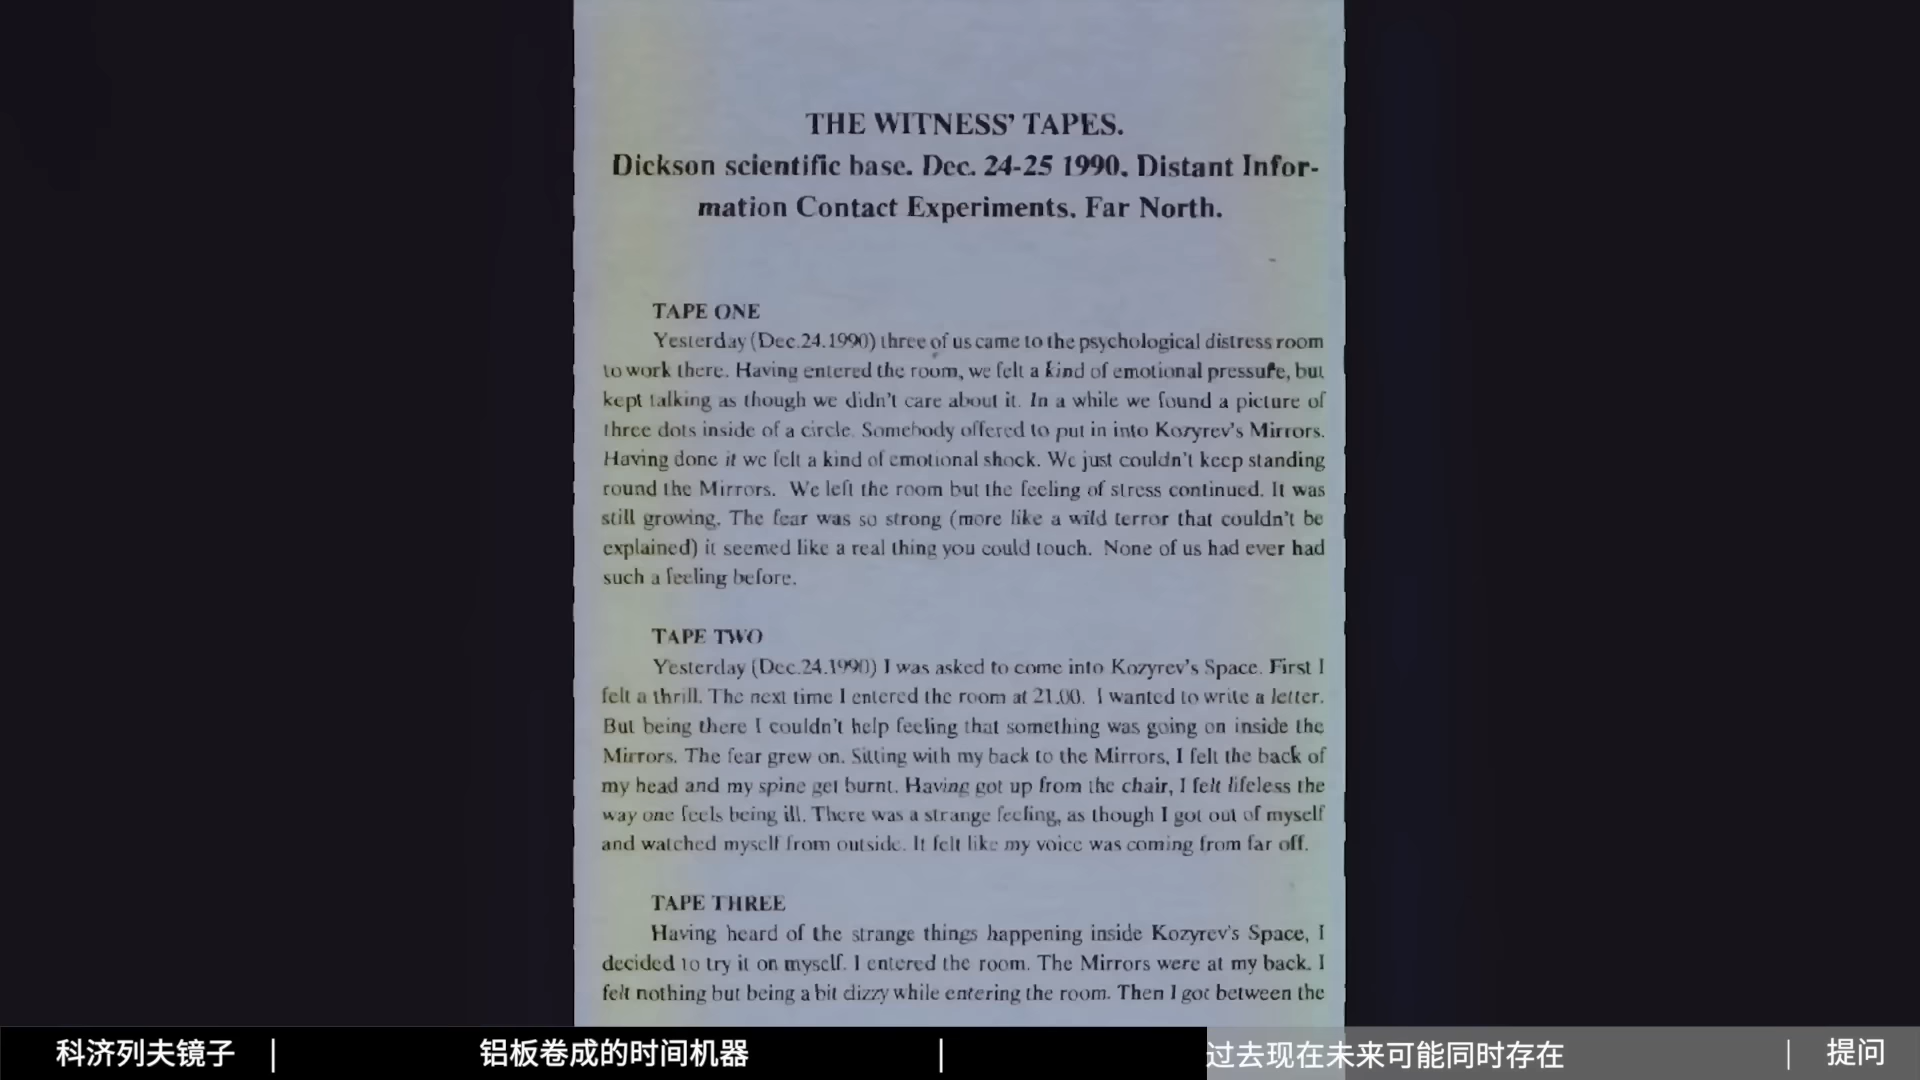 THE WITNESS' TAPES.
Dickson scientific base. Dec. 24-25 1990. Distant Infor-
mation Contact Experiments. Far North.
TAPE ONE
Yesterday (Dec.24.1990) three of us came to the psychological distress room
to work there. Having entered the room, we felt a kind of emotional pressure, but
kept talking as though we didn't care about it. In a while we found a picture of
three dots inside of a circle. Somebody offered to put in into Kozyrev's Mirrors.
Having done it we felt a kind of emotional shock. We just couldn't keep standing
round the Mirrors. We left the room but the feeling of stress continued. It was
still growing. The fear was so strong (more like a wild terror that couldn't be
explained) it seemed like a real thing you could touch. None of us had ever had
such a feeling before.
TAPE TWO
Yesterday (Dec.24.1990) I was asked to come into Kozyrev's Space. First I
felt a thrill. The next time I entered the room at 21.00. I wanted to write a letter.
But being there I couldn't help feeling that something was going on inside the
Mirrors. The fear grew on. Sitting with my back to the Mirrors, I felt the back of
my head and my spine get burnt. Having got up from the chair, I felt lifeless the
way one feels being ill. There was a strange feeling, as though I got out of myself
and watched myself from outside. It felt like my voice was coming from far off.
TAPE THREE
Having heard of the strange things happening inside Kozyrev's Space, I
decided to try it on myself. I entered the room. The Mirrors were at my back. I
felt nothing but being a bit dizzy while entering the room. Then I got between the
科济列夫镜子 | 铝板卷成的时间机器 | 过去现在未来可能同时存在 | 提问